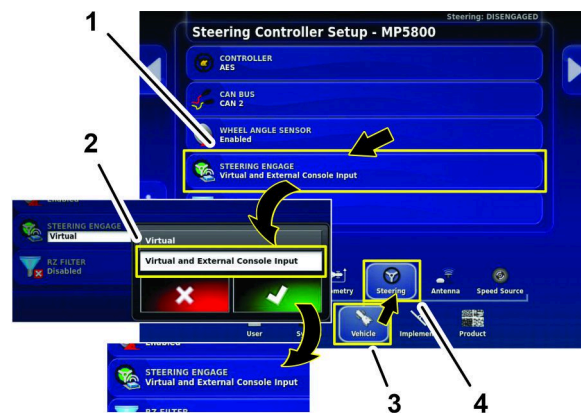 Steering: DISENGAGED
Steering Controller Setup - MP5800
1
CONTROLLER
AES
CAN BUS
CAN 2
WHEEL ANGLE SENSOR
Enabled
STEERING ENGAGE
Virtual and External Console Input
2
Enabled
STEERING ENGAGE
Virtual
RZ FILTER
Disabled
Virtual
Virtual and External Console Input
Steering
Antenna
Speed Source
User
Vehicle
Product
Enabled
STEERING ENGAGE
Virtual and External Console Input
RZ FILTER
3
4